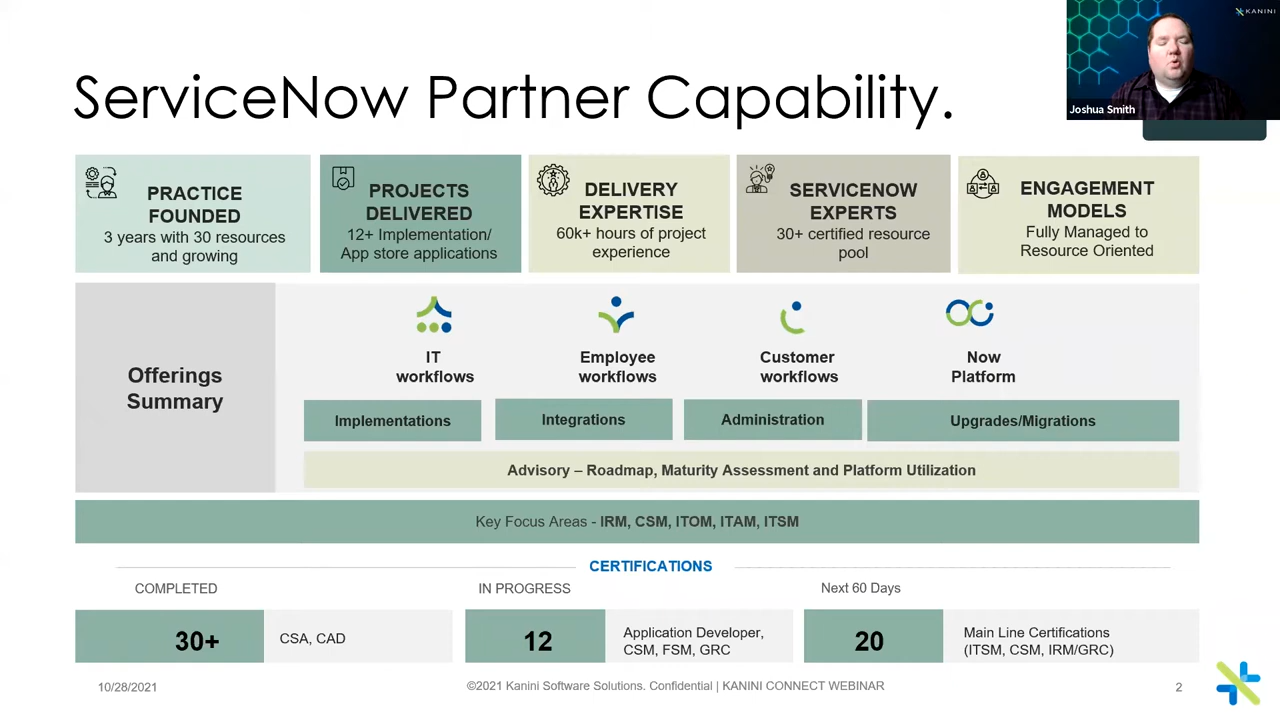 KANINI
Joshua Smith
ServiceNow Partner Capability.
PRACTICE
FOUNDED
3 years with 30 resources
and growing
PROJECTS
DELIVERED
12+ Implementation/
App store applications
DELIVERY
EXPERTISE
60k+ hours of project
experience
SERVICENOW
EXPERTS
30+ certified resource
pool
ENGAGEMENT
MODELS
Fully Managed to
Resource Oriented
Offerings
Summary
IT
workflows
Employee
workflows
Customer
workflows
Now
Platform
Implementations
Integrations
Administration
Upgrades/Migrations
Advisory – Roadmap, Maturity Assessment and Platform Utilization
Key Focus Areas - IRM, CSM, ITOM, ITAM, ITSM
CERTIFICATIONS
COMPLETED
IN PROGRESS
Next 60 Days
30+
CSA, CAD
12
Application Developer,
CSM, FSM, GRC
20
Main Line Certifications
(ITSM, CSM, IRM/GRC)
10/28/2021
©2021 Kanini Software Solutions. Confidential | KANINI CONNECT WEBINAR
2